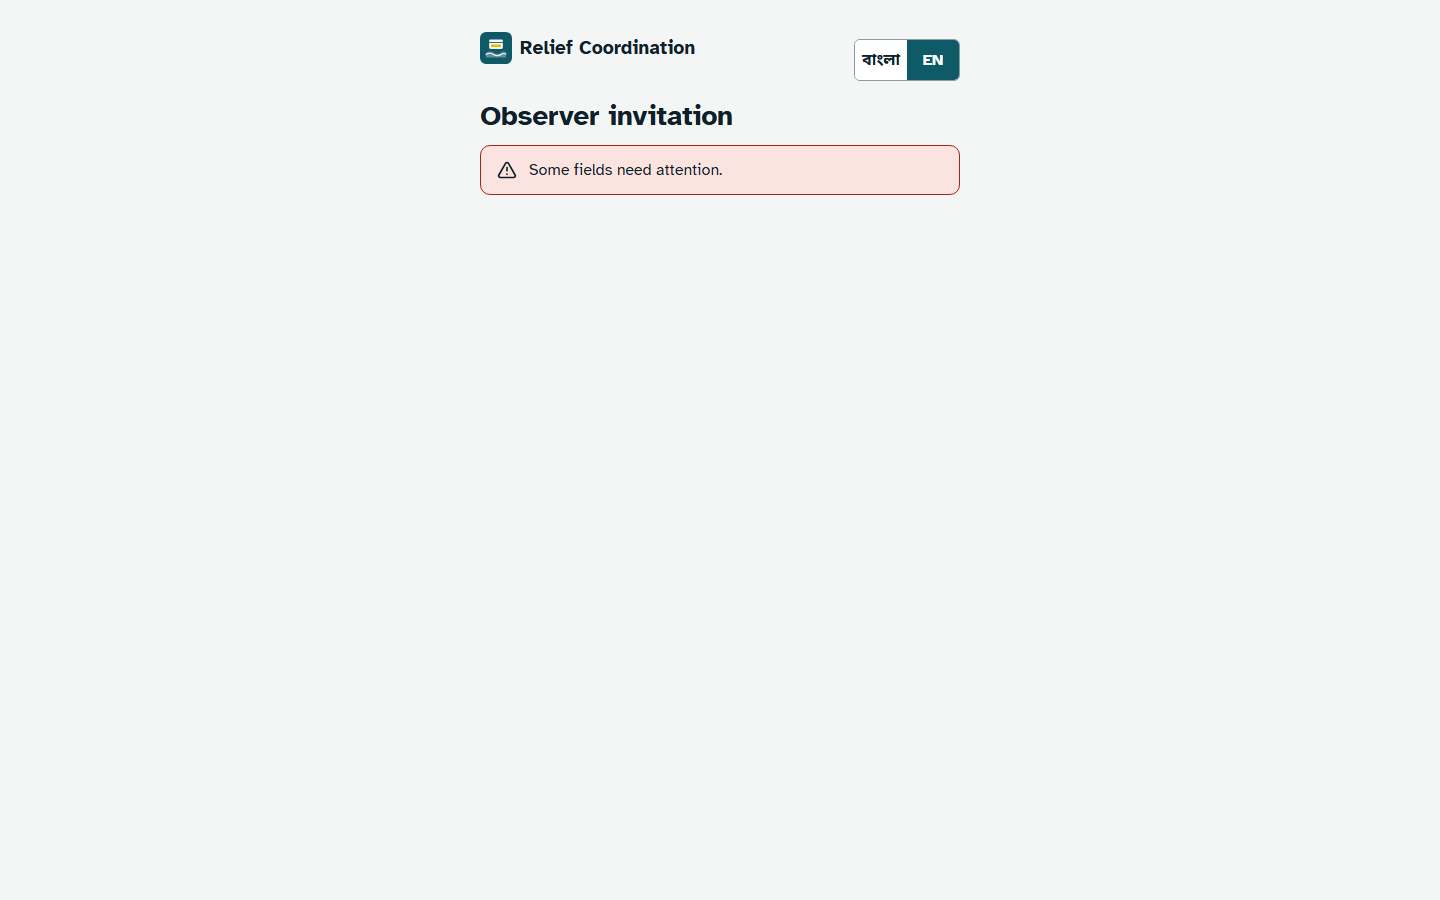 Relief Coordination
বাংলা EN
Observer invitation
Some fields need attention.